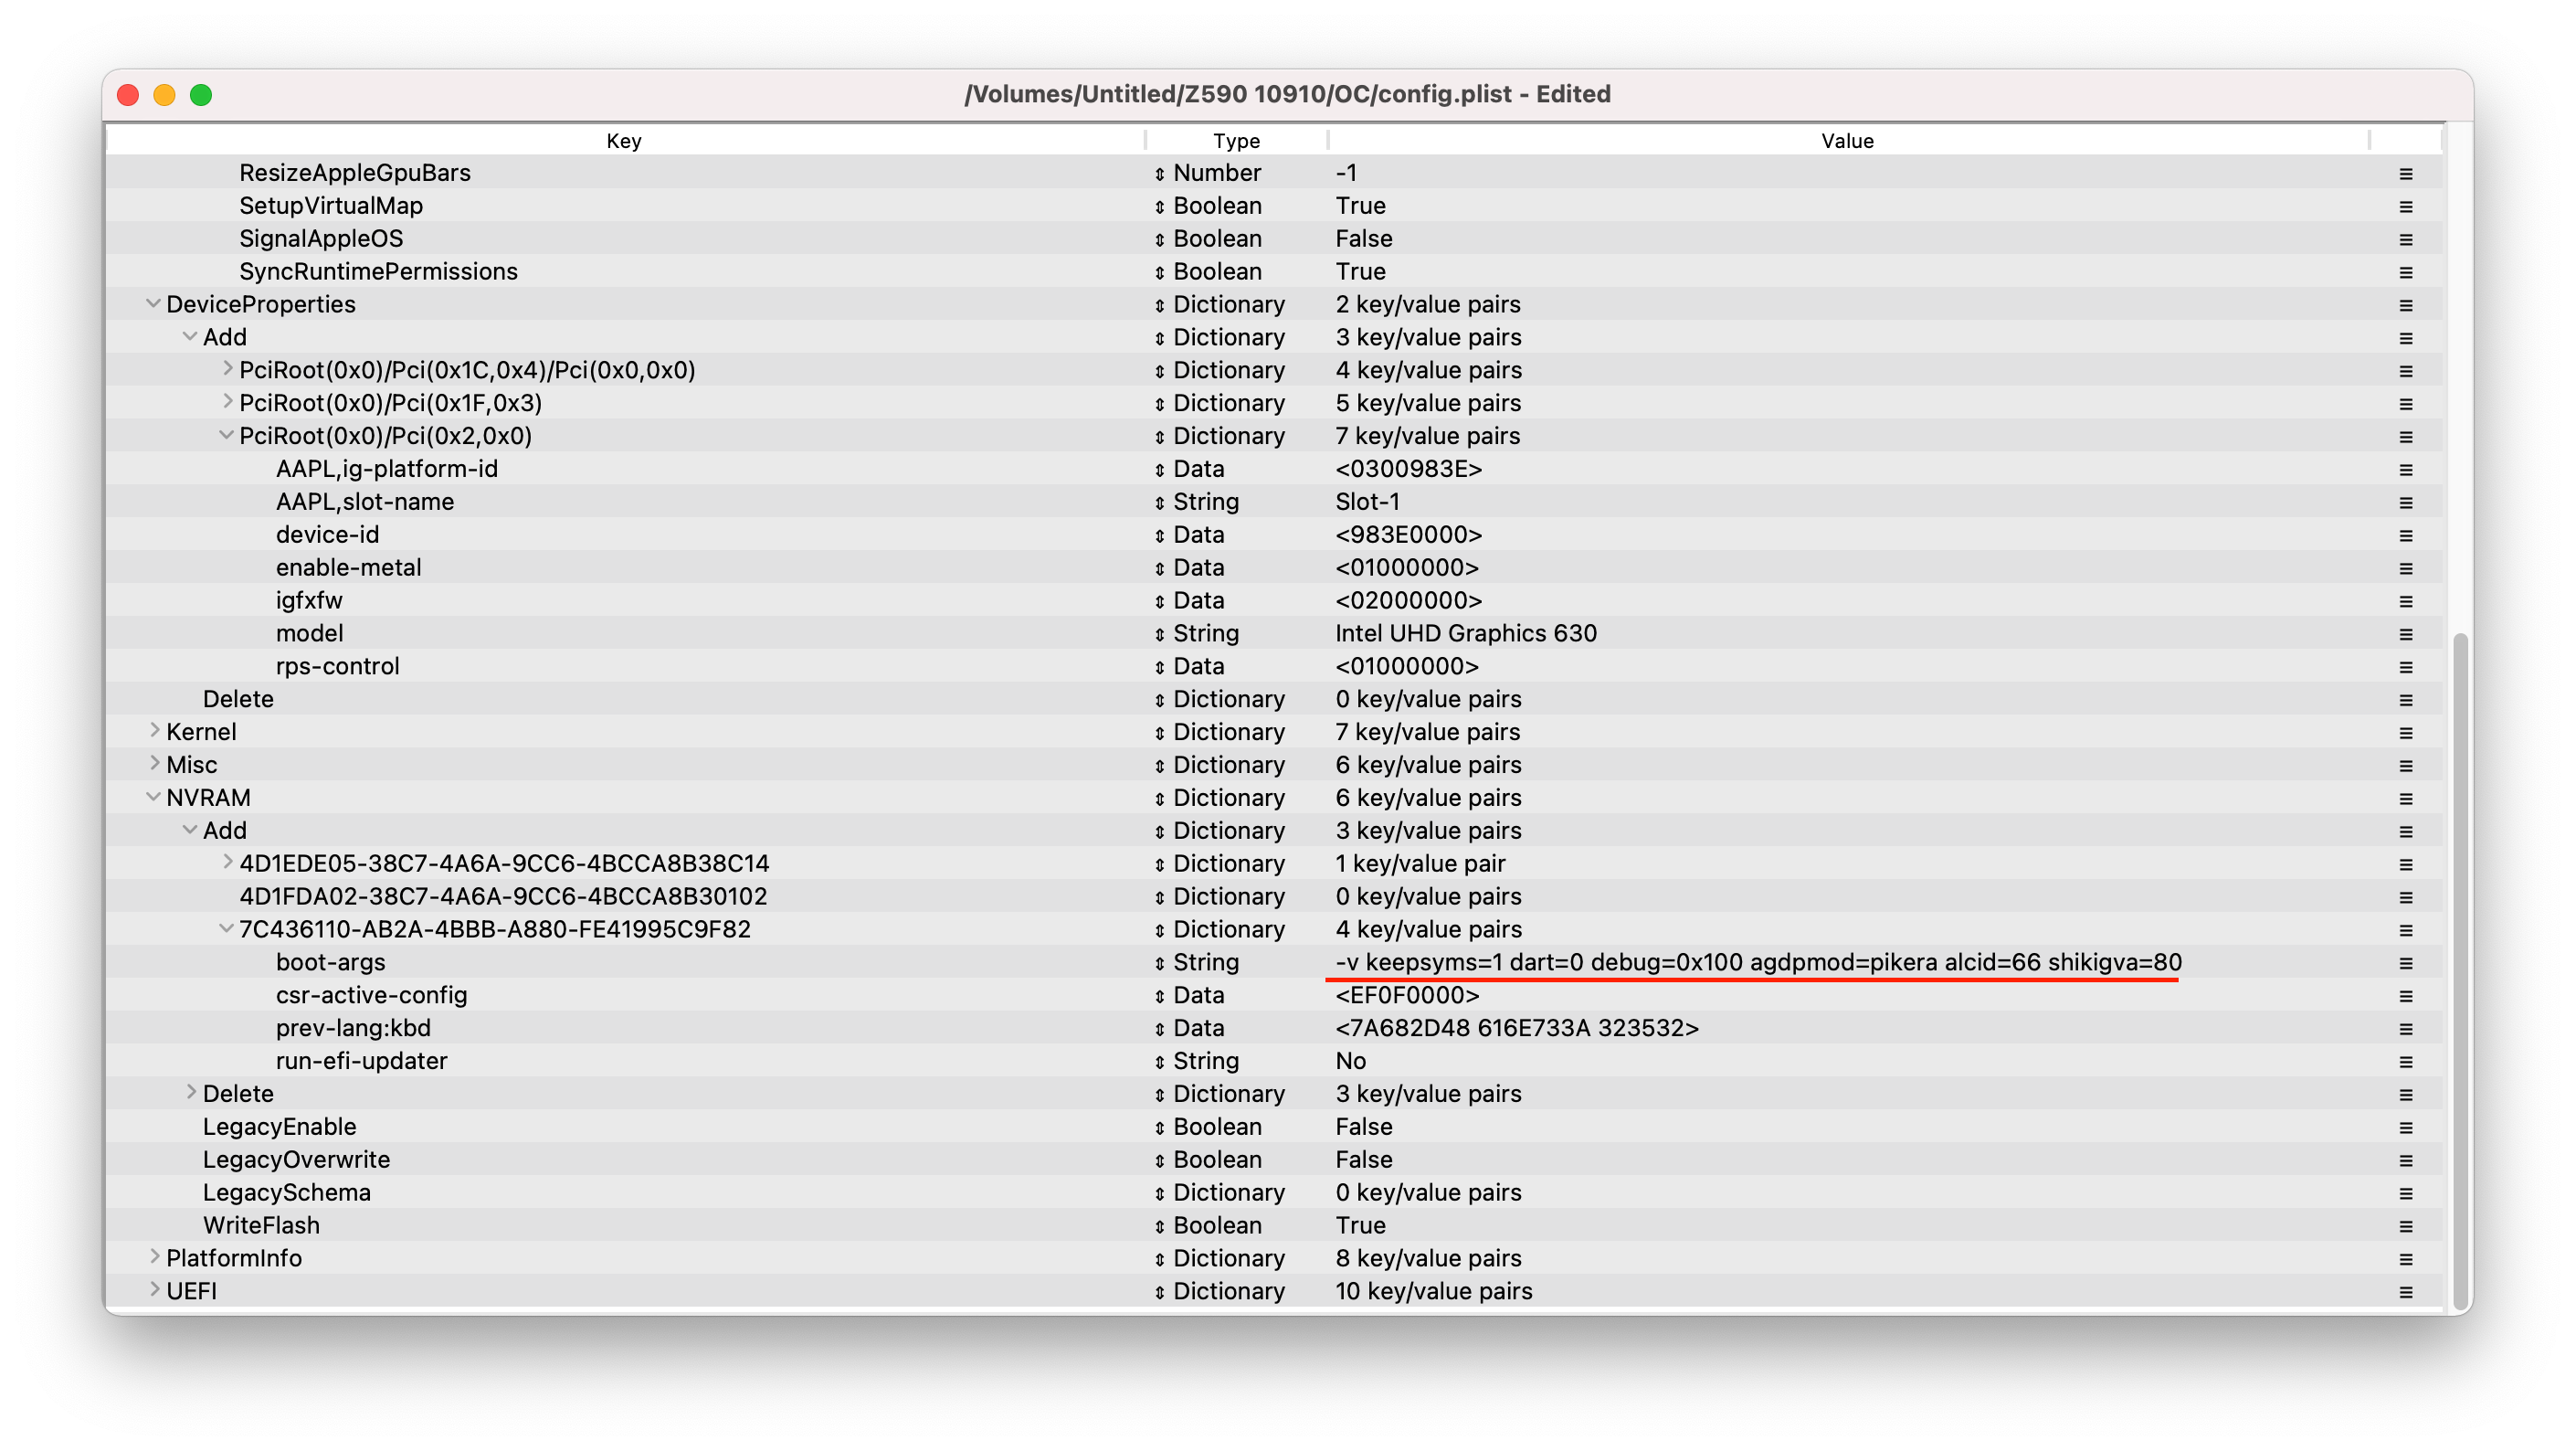 /Volumes/Untitled/Z590 10910/OC/config.plist - Edited
Key Type Value
ResizeAppleGpuBars Number -1
SetupVirtualMap Boolean True
SignalAppleOS Boolean False
SyncRuntimePermissions Boolean True
DeviceProperties Dictionary 2 key/value pairs
Add Dictionary 3 key/value pairs
PciRoot(0x0)/Pci(0x1C,0x4)/Pci(0x0,0x0) Dictionary 4 key/value pairs
PciRoot(0x0)/Pci(0x1F,0x3) Dictionary 5 key/value pairs
PciRoot(0x0)/Pci(0x2,0x0) Dictionary 7 key/value pairs
AAPL,ig-platform-id Data <0300983E>
AAPL,slot-name String Slot-1
device-id Data <983E0000>
enable-metal Data <01000000>
igfxfw Data <02000000>
model String Intel UHD Graphics 630
rps-control Data <01000000>
Delete Dictionary 0 key/value pairs
Kernel Dictionary 7 key/value pairs
Misc Dictionary 6 key/value pairs
NVRAM Dictionary 6 key/value pairs
Add Dictionary 3 key/value pairs
4D1EDE05-38C7-4A6A-9CC6-4BCCA8B38C14 Dictionary 1 key/value pair
4D1FDA02-38C7-4A6A-9CC6-4BCCA8B30102 Dictionary 0 key/value pairs
7C436110-AB2A-4BBB-A880-FE41995C9F82 Dictionary 4 key/value pairs
boot-args String -v keepsyms=1 dart=0 debug=0x100 agdpmod=pikera alcid=66 shikigva=80
csr-active-config Data <EF0F0000>
prev-lang:kbd Data <7A682D48 616E733A 323532>
run-efi-updater String No
Delete Dictionary 3 key/value pairs
LegacyEnable Boolean False
LegacyOverwrite Boolean False
LegacySchema Dictionary 0 key/value pairs
WriteFlash Boolean True
PlatformInfo Dictionary 8 key/value pairs
UEFI Dictionary 10 key/value pairs